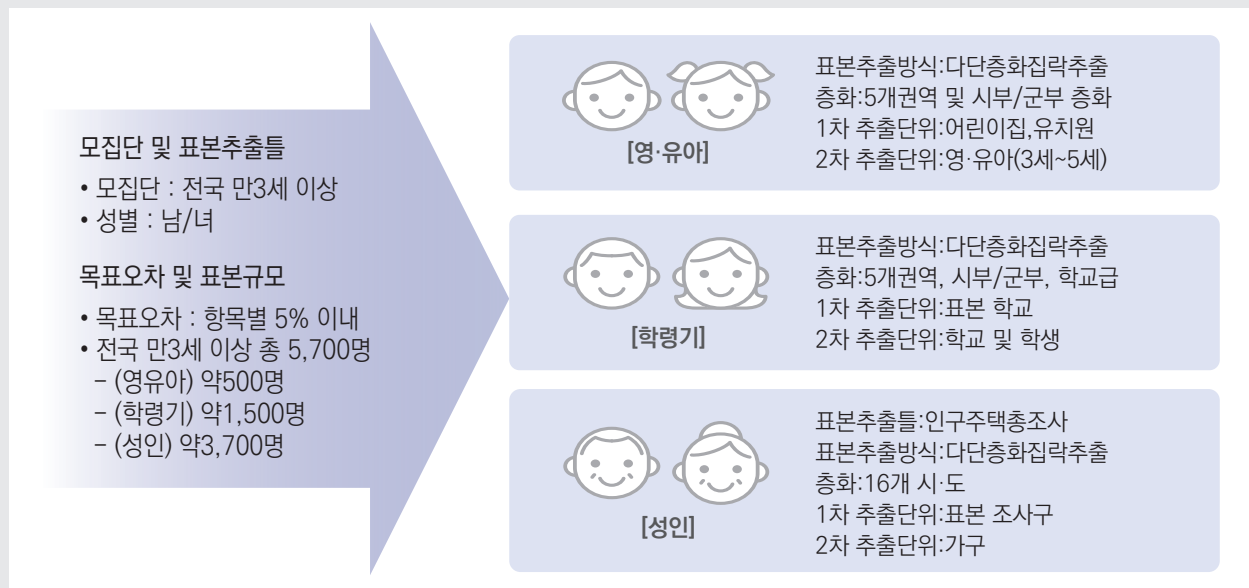 모집단 및 표본추출틀
• 모집단 : 전국 만3세 이상
• 성별 : 남/녀
목표오차 및 표본규모
• 목표오차 : 항목별 5% 이내
• 전국 만3세 이상 총 5,700명
– (영유아) 약500명
– (학령기) 약1,500명
– (성인) 약3,700명
[영·유아]
표본추출방식:다단층화집락추출
층화:5개권역 및 시부/군부 층화
1차 추출단위:어린이집,유치원
2차 추출단위:영·유아(3세~5세)
[학령기]
표본추출방식:다단층화집락추출
층화:5개권역, 시부/군부, 학교급
1차 추출단위:표본 학교
2차 추출단위:학교 및 학생
[성인]
표본추출틀:인구주택총조사
표본추출방식:다단층화집락추출
층화:16개 시·도
1차 추출단위:표본 조사구
2차 추출단위:가구